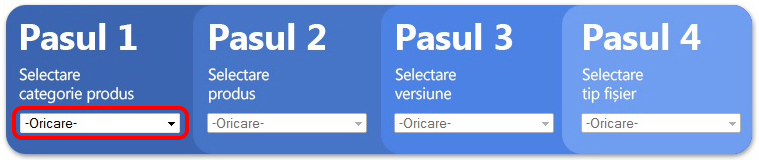 Pasul 1
Selectare
categorie produs
-Oricare-
Pasul 2
Selectare
produs
-Oricare-
Pasul 3
Selectare
versiune
-Oricare-
Pasul 4
Selectare
tip fișier
-Oricare-